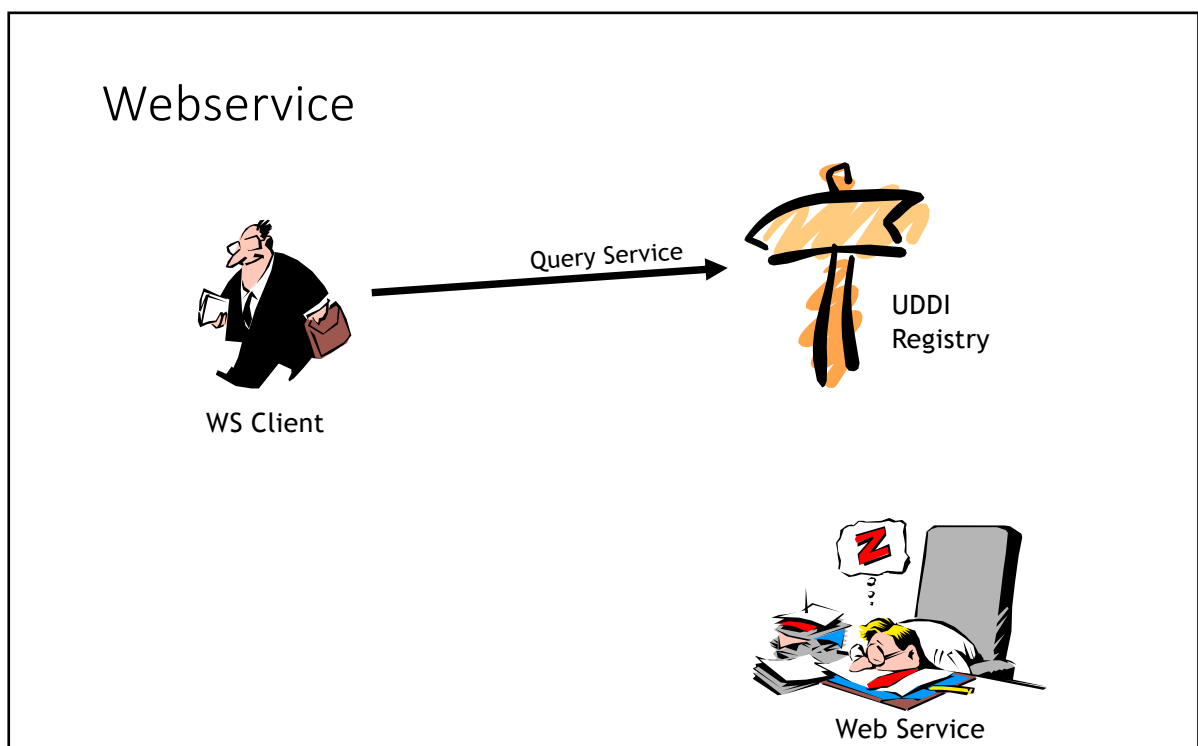 Webservice
Query Service
UDDI
Registry
WS Client
Z
Web Service